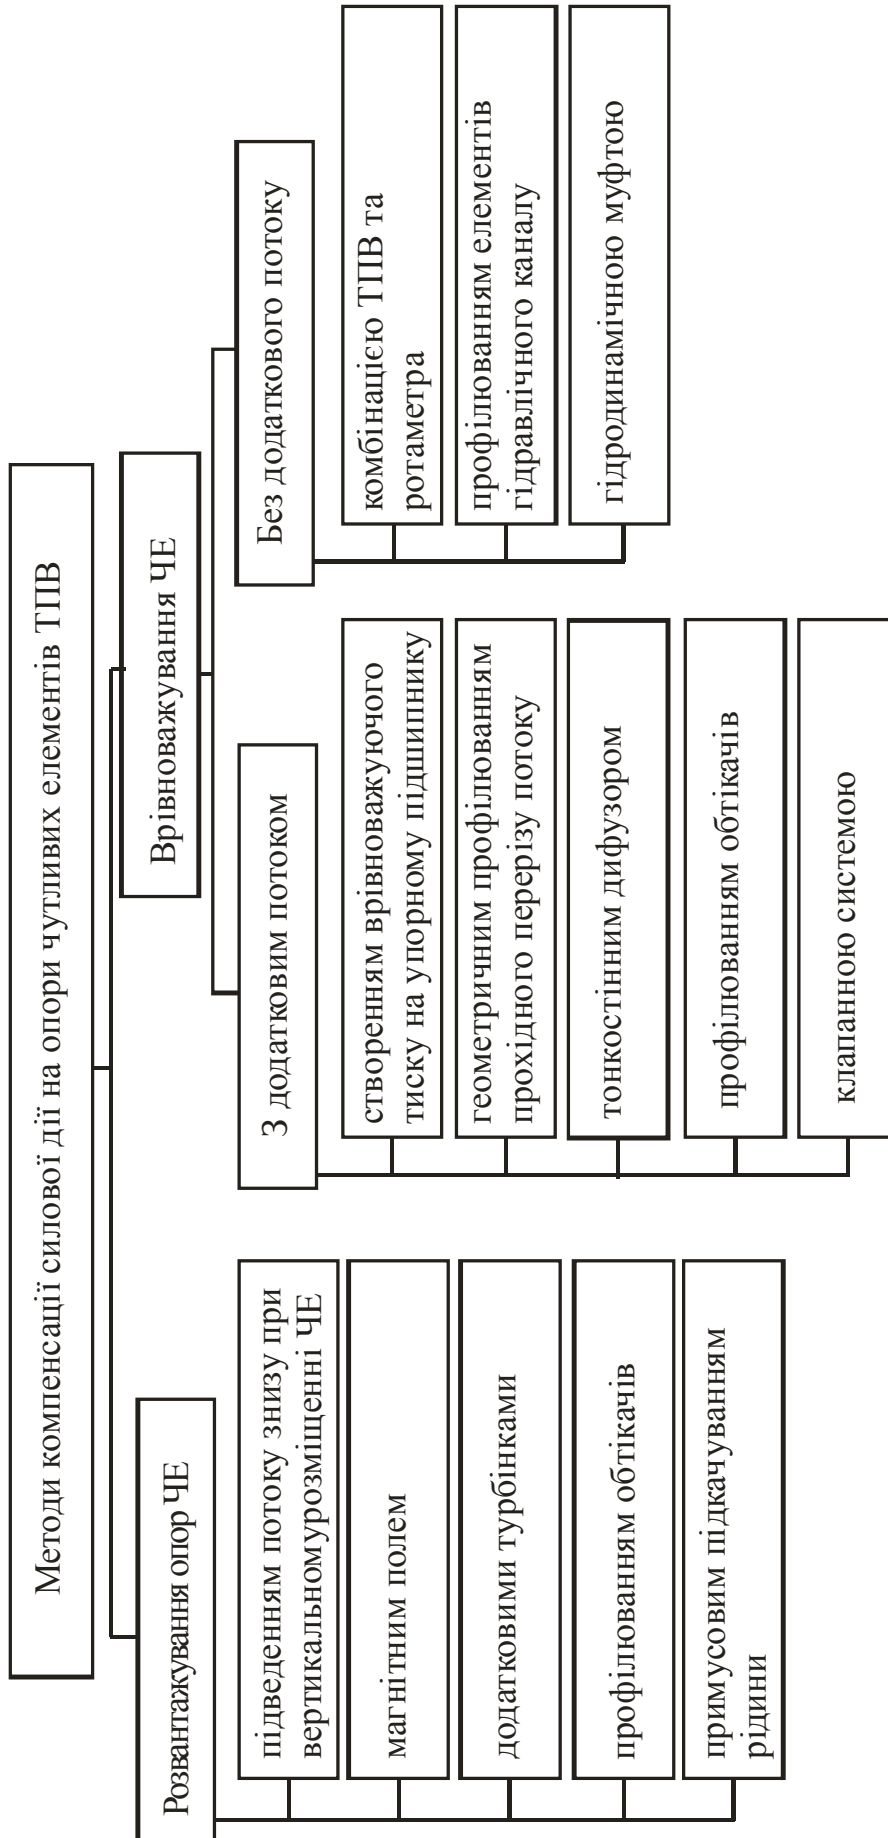 Методи компенсації силової дії на опори чутливих елементів ТПВ
Розвантажування опор ЧЕ
підведенням потоку знизу при
вертикальномурозміщенні ЧЕ
магнітним полем
додатковими турбінками
профілюванням обтікачів
примусовим підкачуванням
рідини
Врівноважування ЧЕ
З додатковим потоком
створенням врівноважуючого
тиску на упорному підшипнику
геометричним профілюванням
прохідного перерізу потоку
тонкостінним дифузором
профілюванням обтікачів
клапанною системою
Без додаткового потоку
комбінацією ТПВ та
ротаметра
профілюванням елементів
гідравлічного каналу
гідродинамічною муфтою